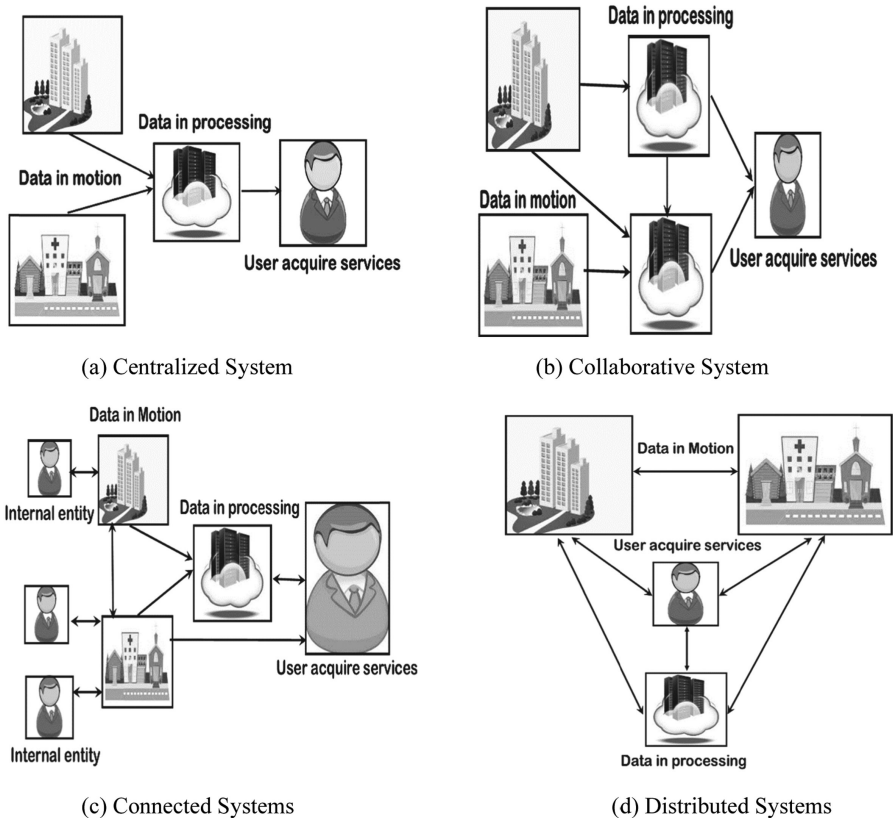 Data in processing
Data in motion
User acquire services
(a) Centralized System
Data in processing
Data in motion
User acquire services
(b) Collaborative System
Data in Motion
Internal entity
Data in processing
User acquire services
Internal entity
(c) Connected Systems
Data in Motion
User acquire services
Data in processing
(d) Distributed Systems